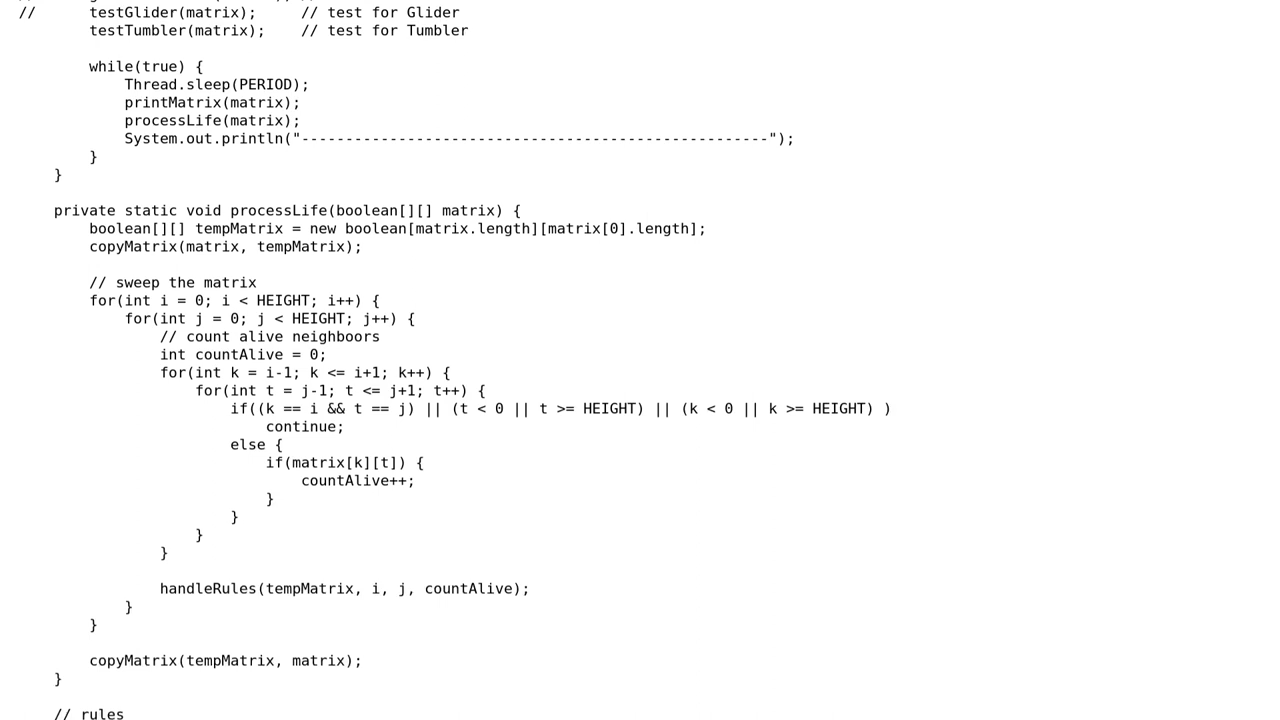 //      testGlider(matrix);     // test for Glider
        testTumbler(matrix);    // test for Tumbler

        while(true) {
            Thread.sleep(PERIOD);
            printMatrix(matrix);
            processLife(matrix);
            System.out.println("-----------------------------------------------------");
        }
    }

    private static void processLife(boolean[][] matrix) {
        boolean[][] tempMatrix = new boolean[matrix.length][matrix[0].length];
        copyMatrix(matrix, tempMatrix);

        // sweep the matrix
        for(int i = 0; i < HEIGHT; i++) {
            for(int j = 0; j < HEIGHT; j++) {
                // count alive neighboors
                int countAlive = 0;
                for(int k = i-1; k <= i+1; k++) {
                    for(int t = j-1; t <= j+1; t++) {
                        if((k == i && t == j) || (t < 0 || t >= HEIGHT) || (k < 0 || k >= HEIGHT) )
                            continue;
                        else {
                            if(matrix[k][t]) {
                                countAlive++;
                            }
                        }
                    }
                }

                handleRules(tempMatrix, i, j, countAlive);
            }
        }

        copyMatrix(tempMatrix, matrix);
    }

    // rules